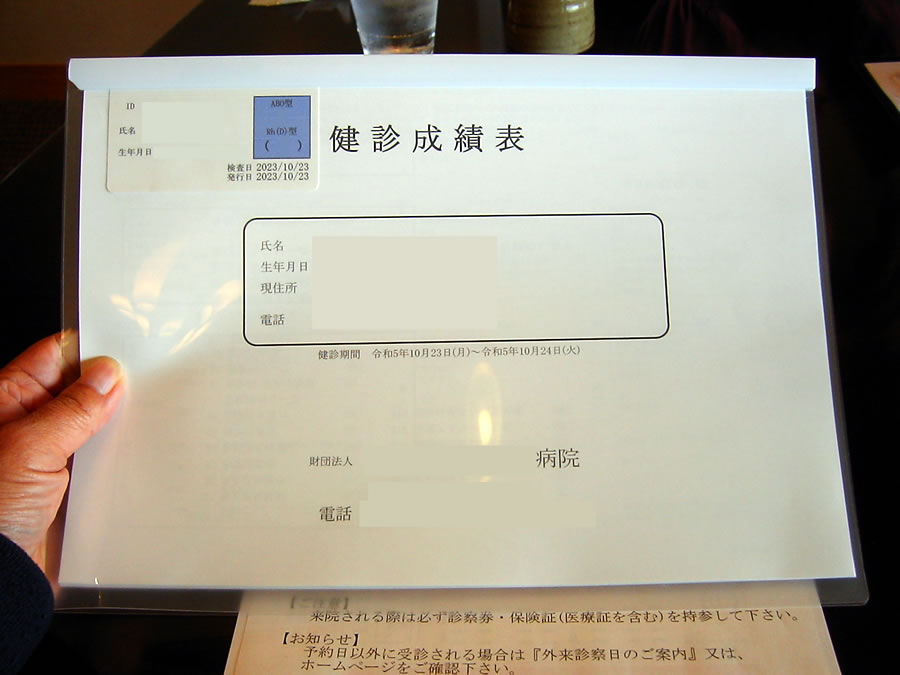 ID
氏名
生年月日
ABO型
Rh(D)型
( )
検査日 2023/10/23
発行日 2023/10/23
健診成績表
氏名
生年月日
現住所
電話
健診期間 令和5年10月23日(月)~令和5年10月24日(火)
財団法人 病院
電話
【ご注意】
来院される際は必ず診察券・保険証(医療証を含む)を持参して下さい。
【お知らせ】
予約日以外に受診される場合は『外来診察日のご案内』又は、
ホームページをご確認下さい。